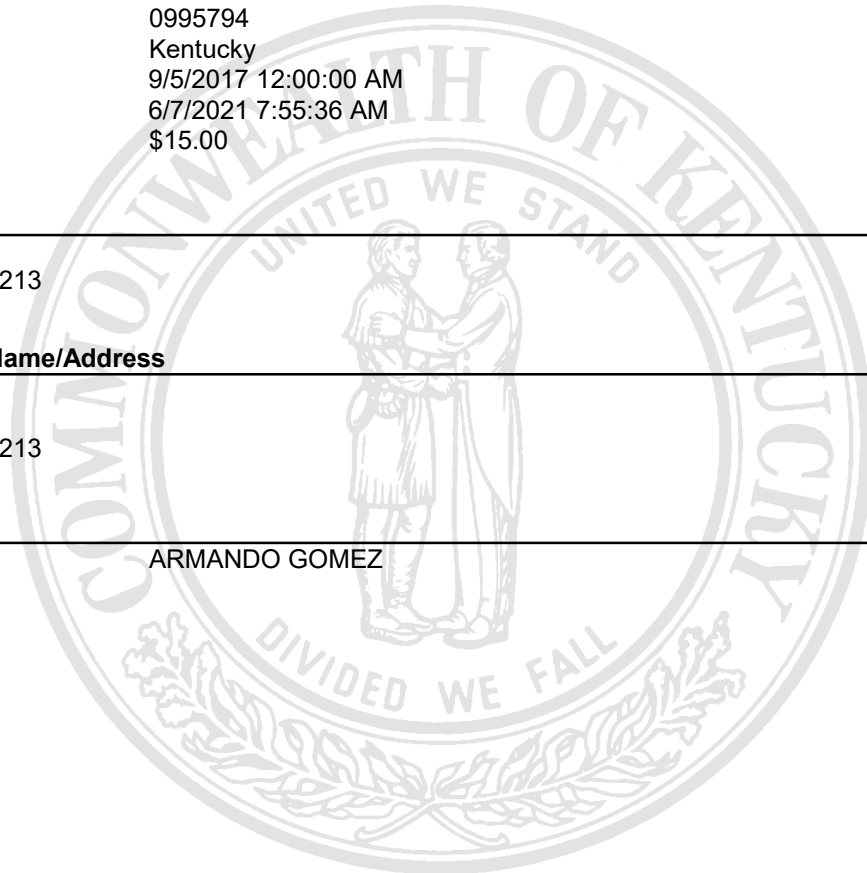 0995794
Kentucky
9/5/2017 12:00:00 AM
6/7/2021 7:55:36 AM
$15.00
COMMONWEALTH OF KENTUCKY
UNITED WE STAND
213
Name/Address
213
ARMANDO GOMEZ
DIVIDED WE FALL